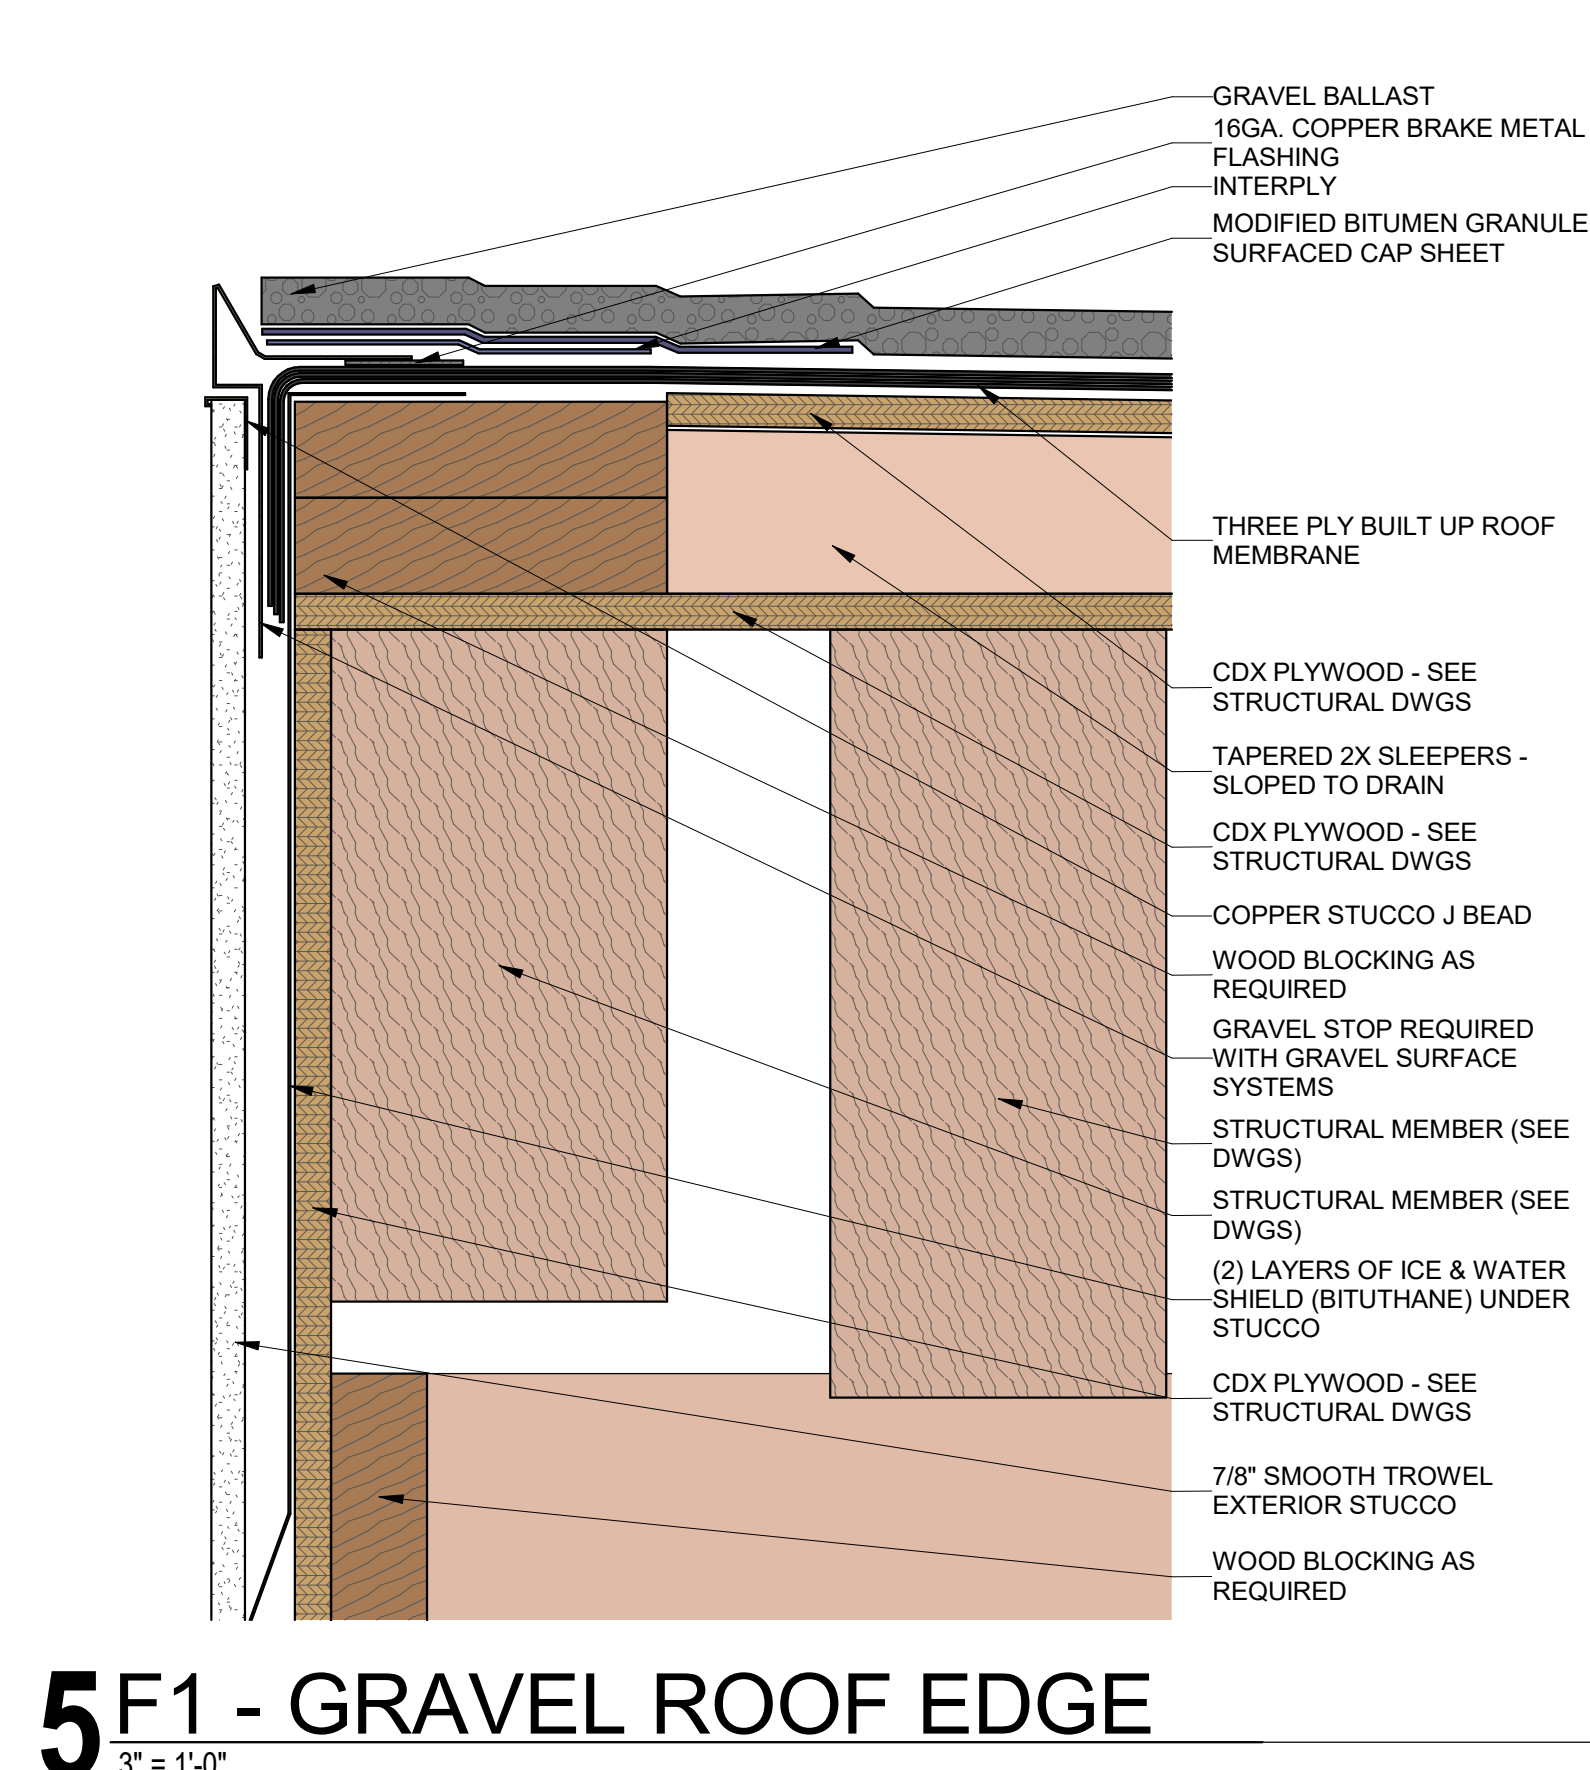 GRAVEL BALLAST
16GA. COPPER BRAKE METAL
FLASHING
INTERPLY
MODIFIED BITUMEN GRANULE
SURFACED CAP SHEET
THREE PLY BUILT UP ROOF
MEMBRANE
CDX PLYWOOD - SEE
STRUCTURAL DWGS
TAPERED 2X SLEEPERS -
SLOPED TO DRAIN
CDX PLYWOOD - SEE
STRUCTURAL DWGS
COPPER STUCCO J BEAD
WOOD BLOCKING AS
REQUIRED
GRAVEL STOP REQUIRED
WITH GRAVEL SURFACE
SYSTEMS
STRUCTURAL MEMBER (SEE
DWGS)
STRUCTURAL MEMBER (SEE
DWGS)
(2) LAYERS OF ICE & WATER
SHIELD (BITUTHANE) UNDER
STUCCO
CDX PLYWOOD - SEE
STRUCTURAL DWGS
7/8" SMOOTH TROWEL
EXTERIOR STUCCO
WOOD BLOCKING AS
REQUIRED
5 F1 - GRAVEL ROOF EDGE
3" = 1'-0"